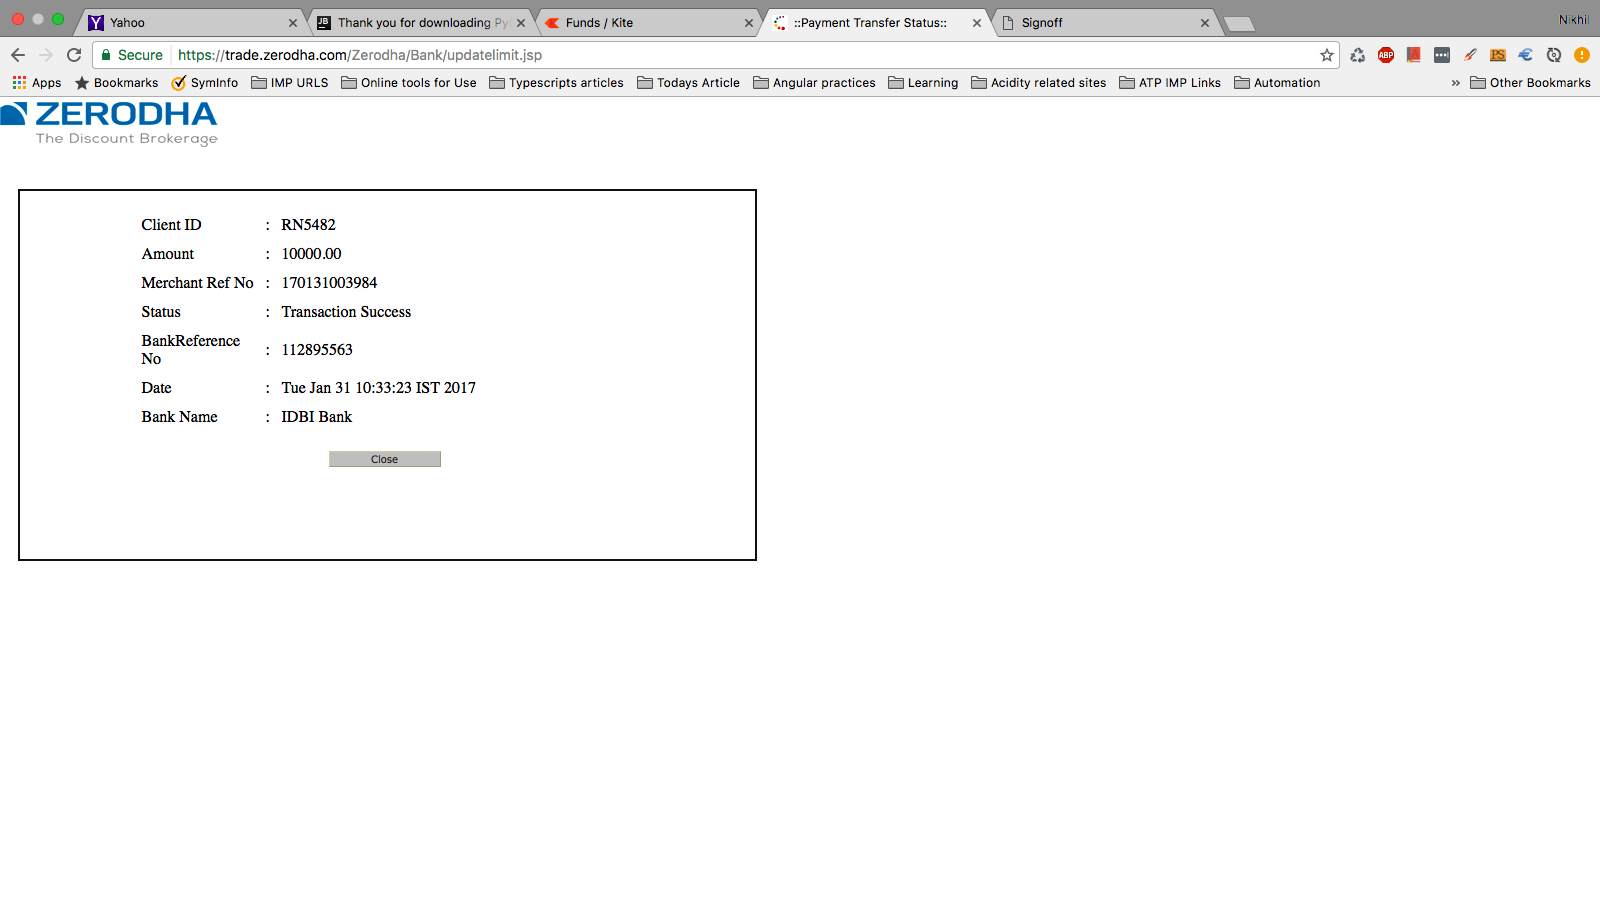 Yahoo
Thank you for downloading Py
Funds / Kite
::Payment Transfer Status::
Signoff
Nikhil
Secure https://trade.zerodha.com/Zerodha/Bank/updatelimit.jsp
ABP
PS
Apps Bookmarks SymInfo IMP URLS Online tools for Use Typescripts articles Todays Article Angular practices Learning Acidity related sites ATP IMP Links Automation » Other Bookmarks
ZERODHA
The Discount Brokerage
Client ID : RN5482
Amount : 10000.00
Merchant Ref No : 170131003984
Status : Transaction Success
BankReference
No : 112895563
Date : Tue Jan 31 10:33:23 IST 2017
Bank Name : IDBI Bank
Close